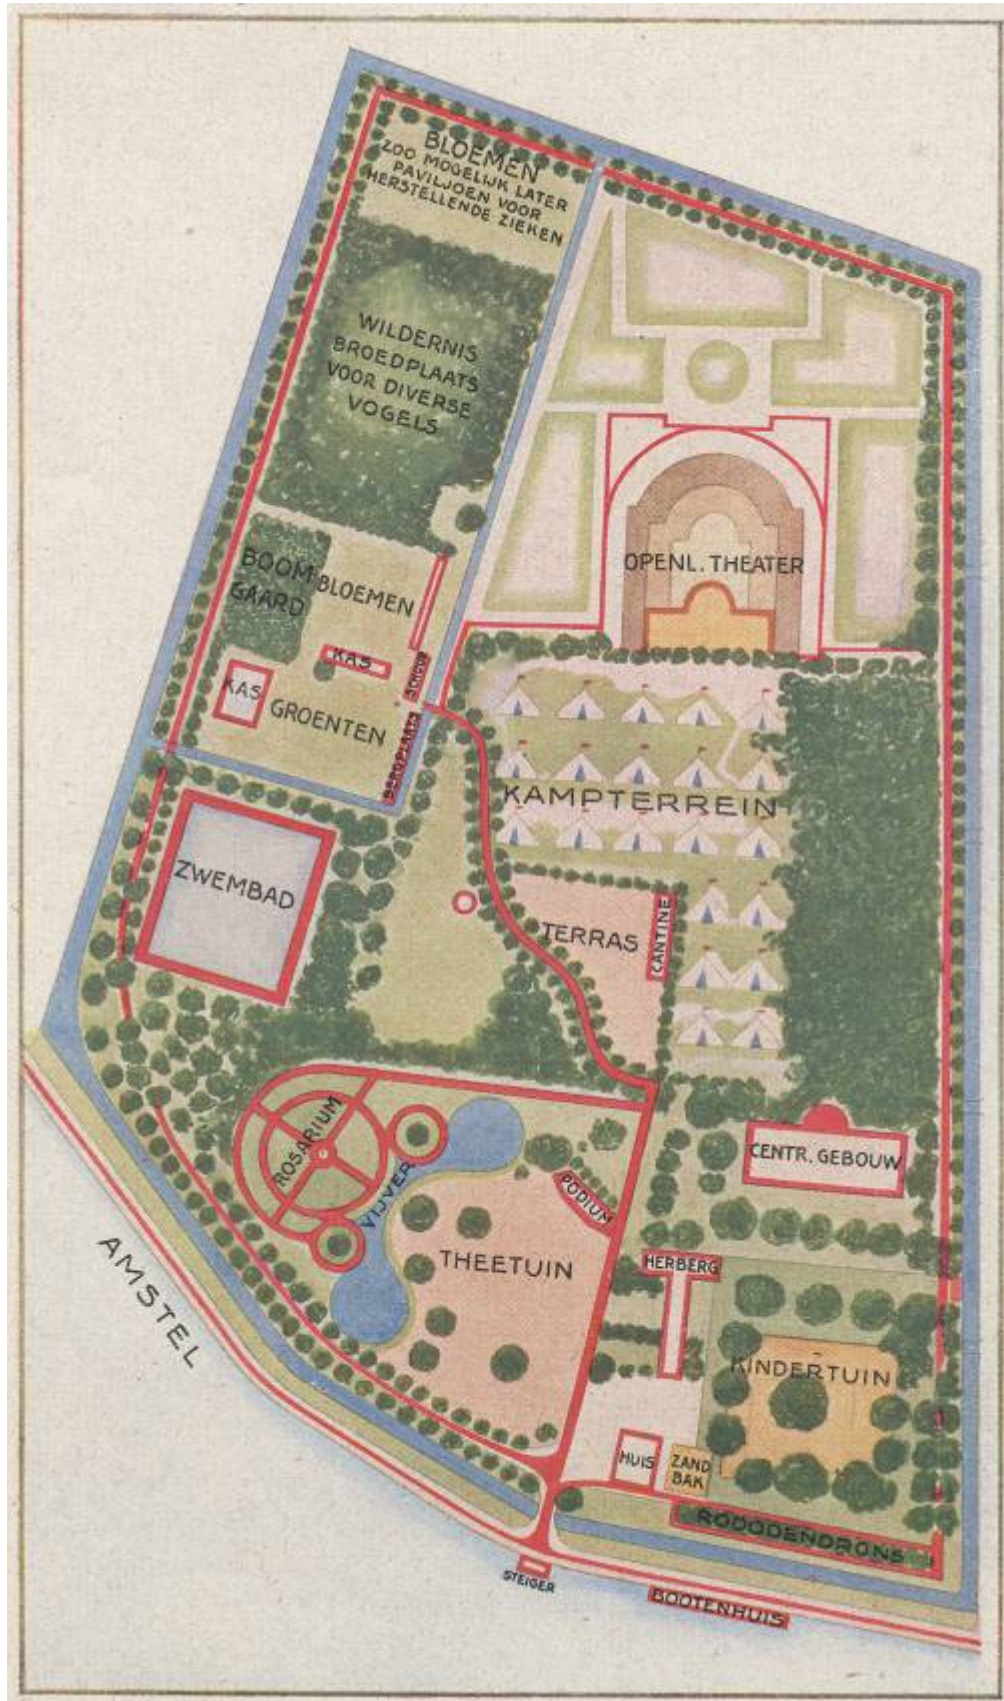 BLOEMEN
ZOO MOGELIJK LATER
PAVILJOEN VOOR
HERSTELLENDE ZIEKEN
WILDERNIS
BROEDPLAATS
VOOR DIVERSE
VOGELS
OPENL. THEATER
BOOM
GAARD
BLOEMEN
KAS
SCHUUR
KAS
GROENTEN
BERGPLAATS
KAMPTERREIN
ZWEMBAD
TERRAS
CANTINE
ROSARIUM
VIJVER
PODIUM
CENTR. GEBOUW
THEETUIN
HERBERG
AMSTEL
KINDERTUIN
HUIS
ZAND
BAK
RODODENDRONS
STEIGER
BOOTENHUIS